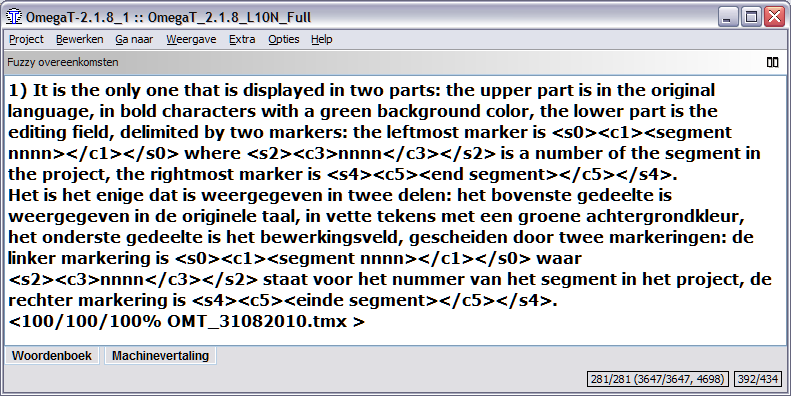 OmegaT-2.1.8_1 :: OmegaT_2.1.8_L10N_Full
Project Bewerken Ga naar Weergave Extra Opties Help
Fuzzy overeenkomsten
1) It is the only one that is displayed in two parts: the upper part is in the original
language, in bold characters with a green background color, the lower part is the
editing field, delimited by two markers: the leftmost marker is <s0><c1><segment
nnnn></c1></s0> where <s2><c3>nnnn</c3></s2> is a number of the segment in
the project, the rightmost marker is <s4><c5><end segment></c5></s4>.
Het is het enige dat is weergegeven in twee delen: het bovenste gedeelte is
weergegeven in de originele taal, in vette tekens met een groene achtergrondkleur,
het onderste gedeelte is het bewerkingsveld, gescheiden door twee markeringen: de
linker markering is <s0><c1><segment nnnn></c1></s0> waar
<s2><c3>nnnn</c3></s2> staat voor het nummer van het segment in het project, de
rechter markering is <s4><c5><einde segment></c5></s4>.
<100/100/100% OMT_31082010.tmx >
Woordenboek Machinevertaling
281/281 (3647/3647, 4698) 392/434